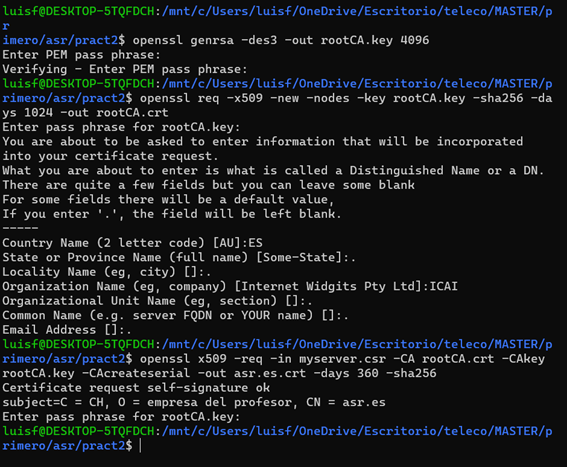 luisf@DESKTOP-5TQFDCH:/mnt/c/Users/luisf/OneDrive/Escritorio/teleco/MASTER/p
r
imero/asr/pract2$ openssl genrsa -des3 -out rootCA.key 4096
Enter PEM pass phrase:
Verifying - Enter PEM pass phrase:
luisf@DESKTOP-5TQFDCH:/mnt/c/Users/luisf/OneDrive/Escritorio/teleco/MASTER/p
rimero/asr/pract2$ openssl req -x509 -new -nodes -key rootCA.key -sha256 -da
ys 1024 -out rootCA.crt
Enter pass phrase for rootCA.key:
You are about to be asked to enter information that will be incorporated
into your certificate request.
What you are about to enter is what is called a Distinguished Name or a DN.
There are quite a few fields but you can leave some blank
For some fields there will be a default value,
If you enter '.', the field will be left blank.
-----
Country Name (2 letter code) [AU]:ES
State or Province Name (full name) [Some-State]:.
Locality Name (eg, city) []:.
Organization Name (eg, company) [Internet Widgits Pty Ltd]:ICAI
Organizational Unit Name (eg, section) []:.
Common Name (e.g. server FQDN or YOUR name) []:.
Email Address []:.
luisf@DESKTOP-5TQFDCH:/mnt/c/Users/luisf/OneDrive/Escritorio/teleco/MASTER/p
rimero/asr/pract2$ openssl x509 -req -in myserver.csr -CA rootCA.crt -CAkey
rootCA.key -CAcreateserial -out asr.es.crt -days 360 -sha256
Certificate request self-signature ok
subject=C = CH, O = empresa del profesor, CN = asr.es
Enter pass phrase for rootCA.key:
luisf@DESKTOP-5TQFDCH:/mnt/c/Users/luisf/OneDrive/Escritorio/teleco/MASTER/p
rimero/asr/pract2$